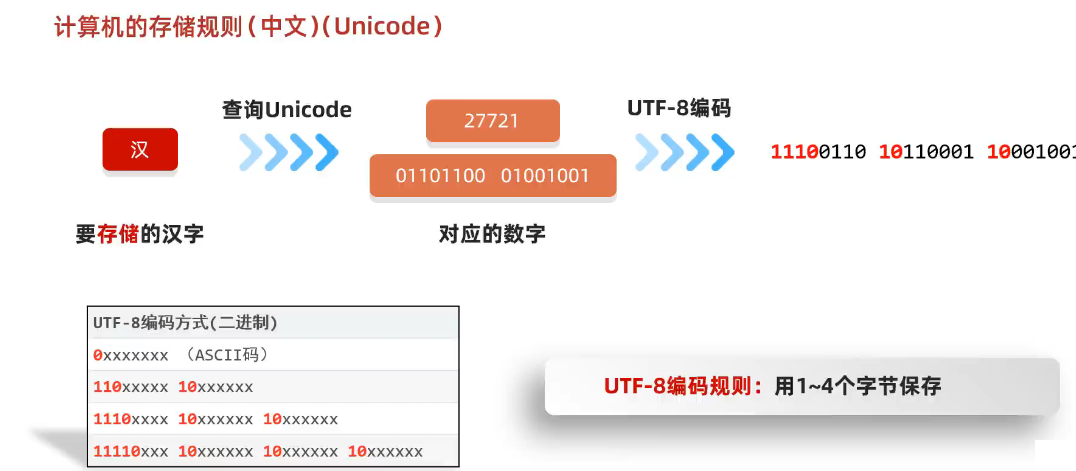 计算机的存储规则(中文)(Unicode)
查询Unicode
UTF-8编码
汉
27721
01101100 01001001
11100110 10110001 10001001
要存储的汉字
对应的数字
UTF-8编码方式(二进制)
0xxxxxxx (ASCII码)
110xxxxx 10xxxxxx
1110xxxx 10xxxxxx 10xxxxxx
11110xxx 10xxxxxx 10xxxxxx 10xxxxxx
UTF-8编码规则：用1~4个字节保存